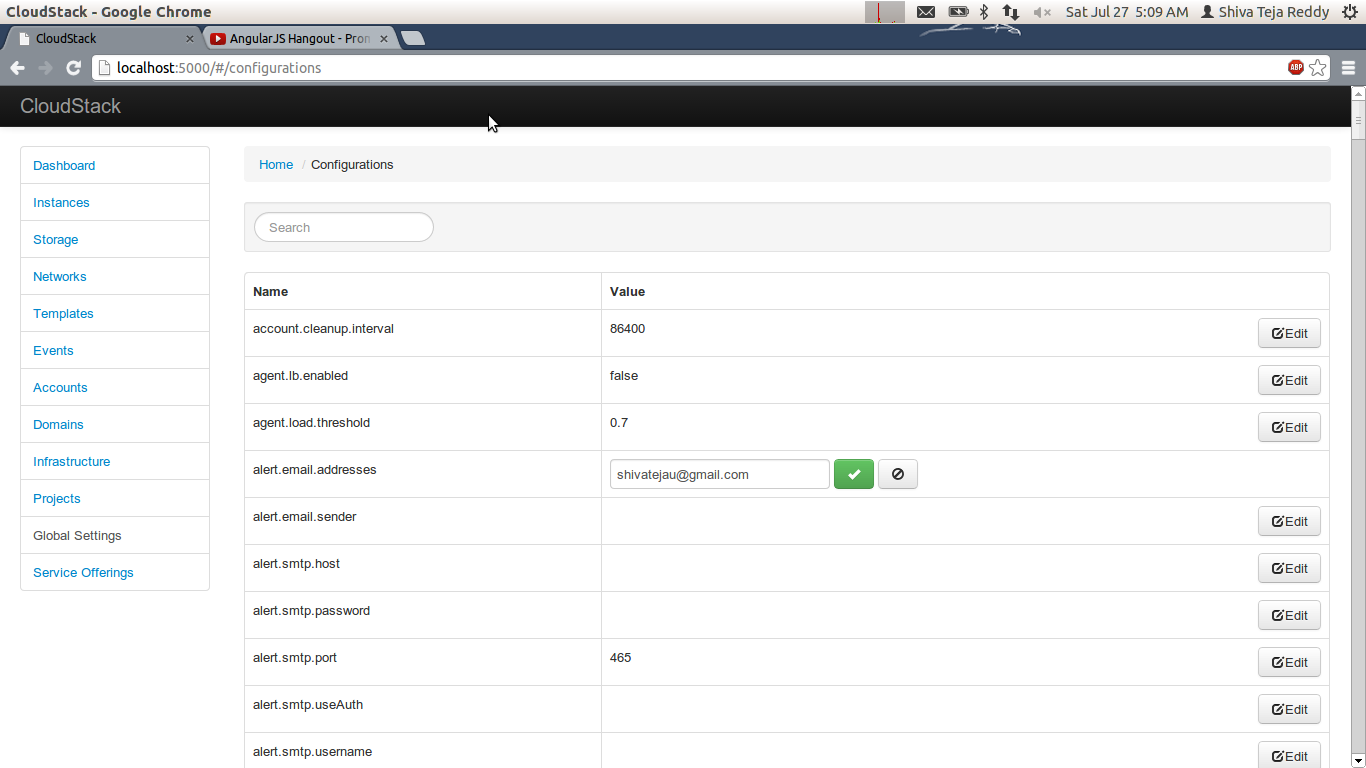 CloudStack - Google Chrome
Sat Jul 27 5:09 AM Shiva Teja Reddy
CloudStack
AngularJS Hangout - Pron
localhost:5000/#/configurations
ABP
CloudStack
Dashboard
Instances
Storage
Networks
Templates
Events
Accounts
Domains
Infrastructure
Projects
Global Settings
Service Offerings
Home / Configurations
Search
Name Value
account.cleanup.interval 86400 Edit
agent.lb.enabled false Edit
agent.load.threshold 0.7 Edit
alert.email.addresses shivatejau@gmail.com
alert.email.sender Edit
alert.smtp.host Edit
alert.smtp.password Edit
alert.smtp.port 465 Edit
alert.smtp.useAuth Edit
alert.smtp.username Edit